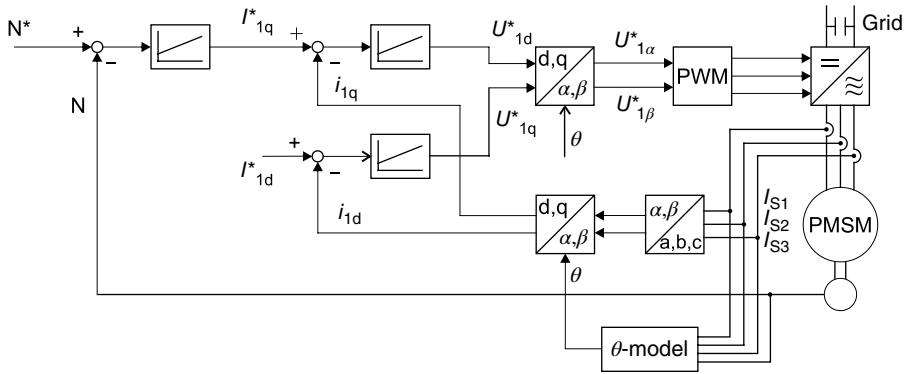 Grid
N* + - I*1q + - U*1d d,q α,β U*1α PWM
N i1q U*1q U*1β
θ
+ - I*1d
i1d d,q α,β α,β a,b,c IS1
IS2
IS3
PMSM
θ
θ-model